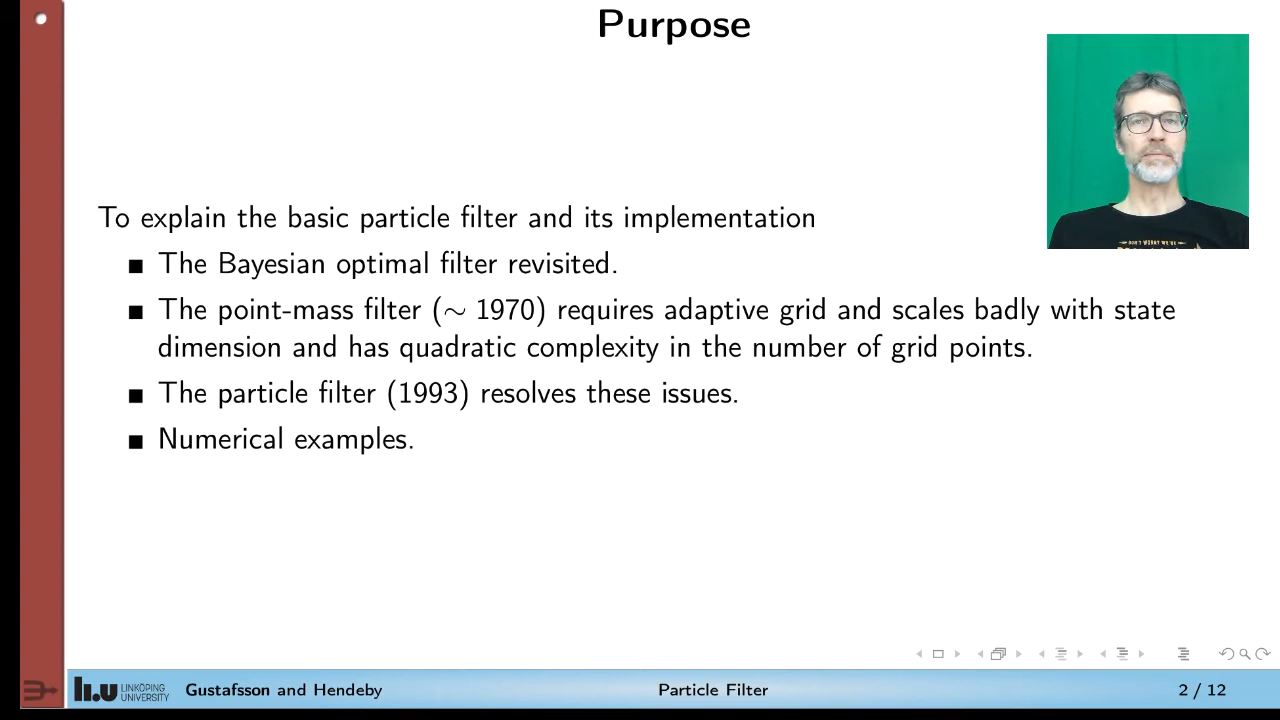 Purpose
To explain the basic particle filter and its implementation
■ The Bayesian optimal filter revisited.
■ The point-mass filter (∼ 1970) requires adaptive grid and scales badly with state
dimension and has quadratic complexity in the number of grid points.
■ The particle filter (1993) resolves these issues.
■ Numerical examples.
LINKÖPING
UNIVERSITY
Gustafsson and Hendeby
Particle Filter
2 / 12